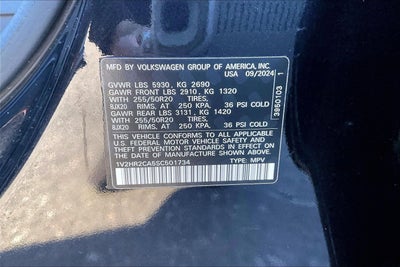 MFD. BY VOLKSWAGEN GROUP OF AMERICA, INC.
USA 09/2024
GVWR LBS 5930, KG 2690
GAWR FRONT LBS 2910, KG 1320
WITH 255/50R20 TIRES,
8JX20 RIMS, AT 250 KPA, 36 PSI COLD
GAWR REAR LBS 3131, KG 1420
WITH 255/50R20 TIRES,
8JX20 RIMS, AT 250 KPA, 36 PSI COLD
THIS VEHICLE CONFORMS TO ALL APPLICABLE
U.S. FEDERAL MOTOR VEHICLE SAFETY
STANDARDS IN EFFECT ON THE
DATE OF MANUFACTURE SHOWN ABOVE.
1V2HR2CA5SC501734 TYPE: MPV
3950103 1